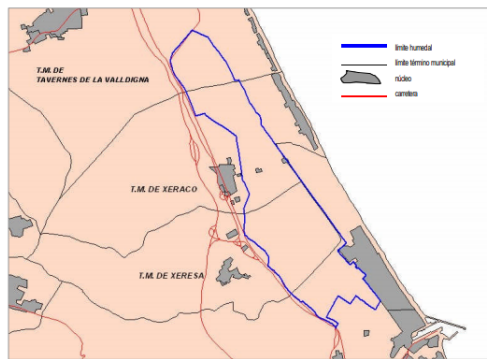 límite humedal
límite término municipal
núcleo
carretera
T.M. DE
TAVERNES DE LA VALLDIGNA
T.M. DE XERACO
T.M. DE XERESA